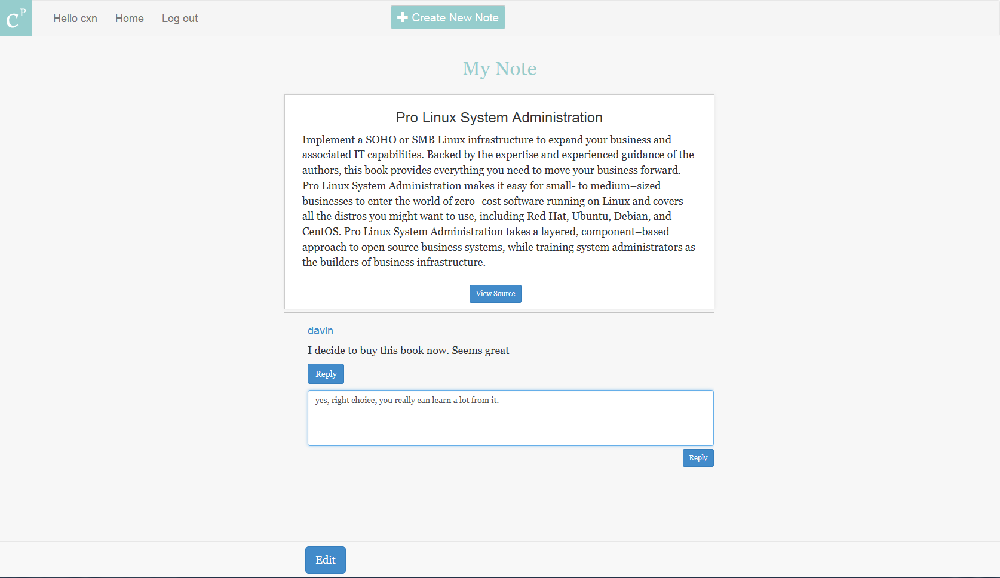 CP
Hello cxn
Home
Log out
Create New Note
My Note
Pro Linux System Administration
Implement a SOHO or SMB Linux infrastructure to expand your business and
associated IT capabilities. Backed by the expertise and experienced guidance of the
authors, this book provides everything you need to move your business forward.
Pro Linux System Administration makes it easy for small- to medium–sized
businesses to enter the world of zero–cost software running on Linux and covers
all the distros you might want to use, including Red Hat, Ubuntu, Debian, and
CentOS. Pro Linux System Administration takes a layered, component–based
approach to open source business systems, while training system administrators as
the builders of business infrastructure.
View Source
davin
I decide to buy this book now. Seems great
Reply
yes, right choice, you really can learn a lot from it.
Reply
Edit